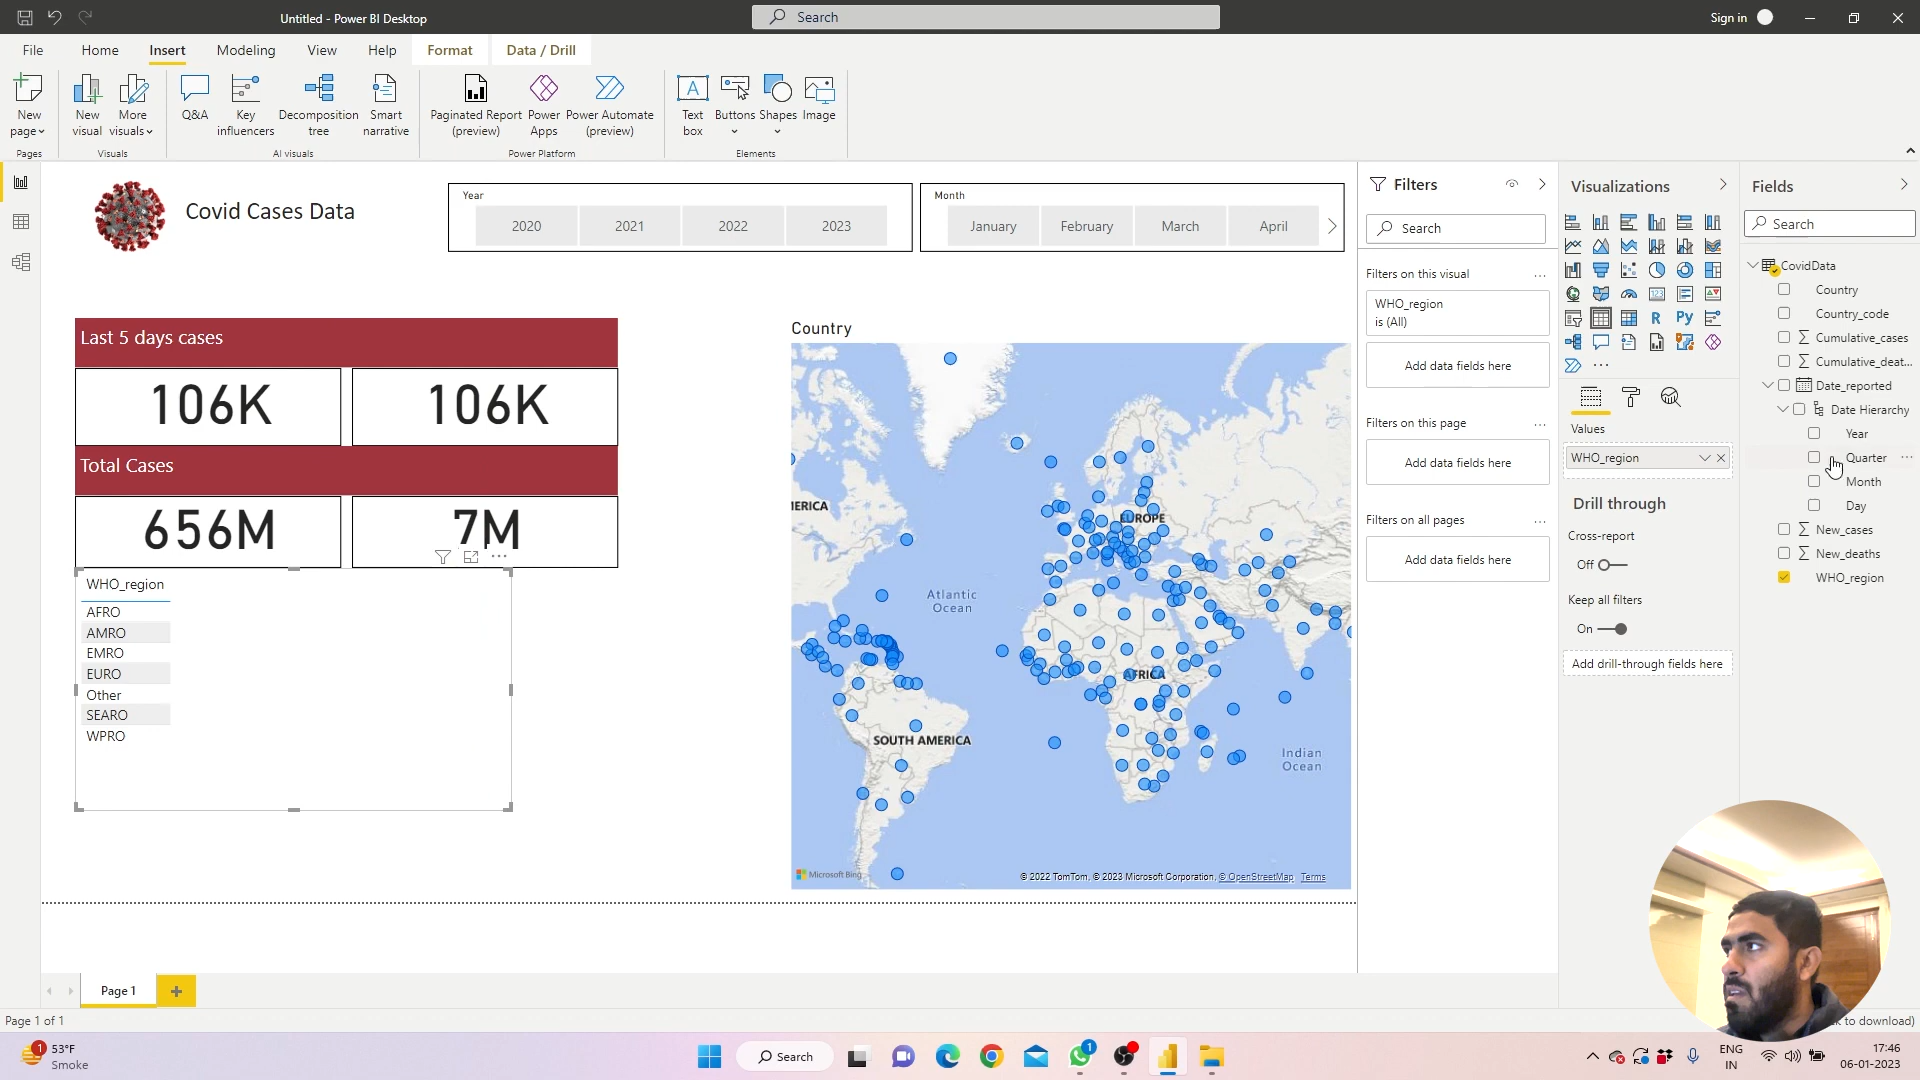 Untitled - Power BI Desktop
Search
Sign in
File Home Insert Modeling View Help Format Data / Drill
New page
New visual
More visuals
Q&A
Key influencers
Decomposition tree
Smart narrative
Paginated Report (preview)
Power Apps
Power Automate (preview)
Text box
Buttons
Shapes
Image
Pages
Visuals
AI visuals
Power Platform
Elements
Covid Cases Data
Year
2020 2021 2022 2023
Month
January February March April
Last 5 days cases
106K 106K
Total Cases
656M 7M
WHO_region
AFRO
AMRO
EMRO
EURO
Other
SEARO
WPRO
Country
ERICA
EUROPE
Atlantic
Ocean
AFRICA
SOUTH AMERICA
Indian
Ocean
Microsoft Bing
© 2022 TomTom, © 2023 Microsoft Corporation, © OpenStreetMap Terms
Filters
Search
Filters on this visual ...
WHO_region
is (All)
Add data fields here
Filters on this page ...
Add data fields here
Filters on all pages ...
Add data fields here
Visualizations
R Py
123
...
Values
WHO_region
Drill through
Cross-report
Off
Keep all filters
On
Add drill-through fields here
Fields
Search
CovidData
Country
Country_code
Cumulative_cases
Cumulative_deat...
Date_reported
Date Hierarchy
Year
Quarter ...
Month
Day
New_cases
New_deaths
WHO_region
Page 1
Page 1 of 1
k to download)
1
53°F
Smoke
Search
1
ENG
IN
17:46
06-01-2023